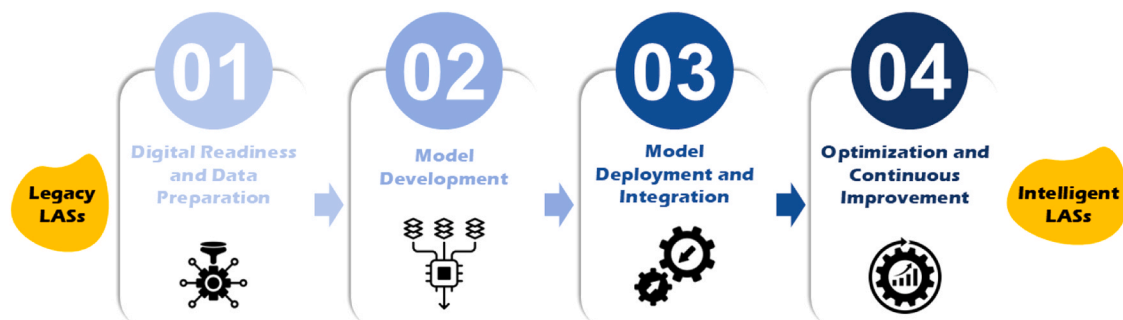 Legacy
LASs
01
Digital Readiness
and Data
Preparation
02
Model
Development
03
Model
Deployment and
Integration
04
Optimization and
Continuous
Improvement
Intelligent
LASs